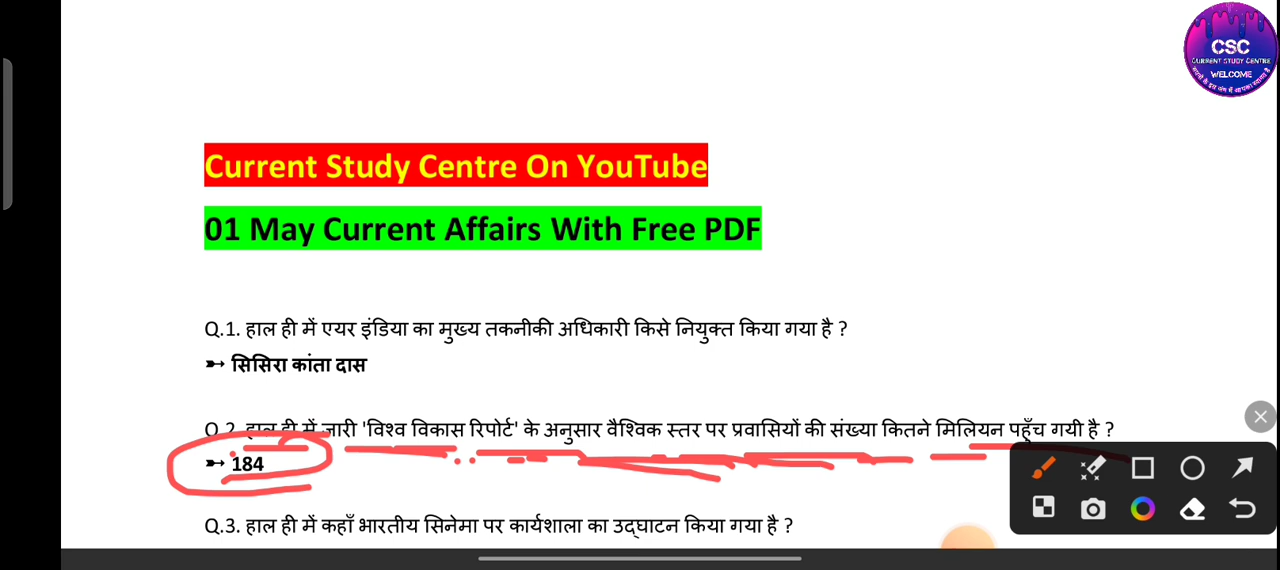 CSC
CURRENT STUDY CENTRE
WELCOME
Current Study Centre On YouTube
01 May Current Affairs With Free PDF
Q.1. हाल ही में एयर इंडिया का मुख्य तकनीकी अधिकारी किसे नियुक्त किया गया है ?
➵ सिसिरा कांता दास
Q.2. हाल ही में जारी 'विश्व विकास रिपोर्ट' के अनुसार वैश्विक स्तर पर प्रवासियों की संख्या कितने मिलियन पहुँच गयी है ?
➵ 184
Q.3. हाल ही में कहाँ भारतीय सिनेमा पर कार्यशाला का उद्घाटन किया गया है ?